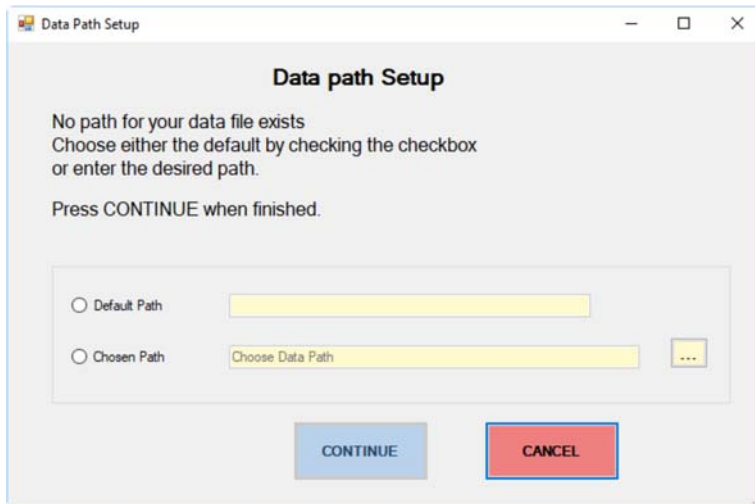 Data Path Setup
Data path Setup
No path for your data file exists
Choose either the default by checking the checkbox
or enter the desired path.
Press CONTINUE when finished.
Default Path
Chosen Path Choose Data Path ...
CONTINUE CANCEL